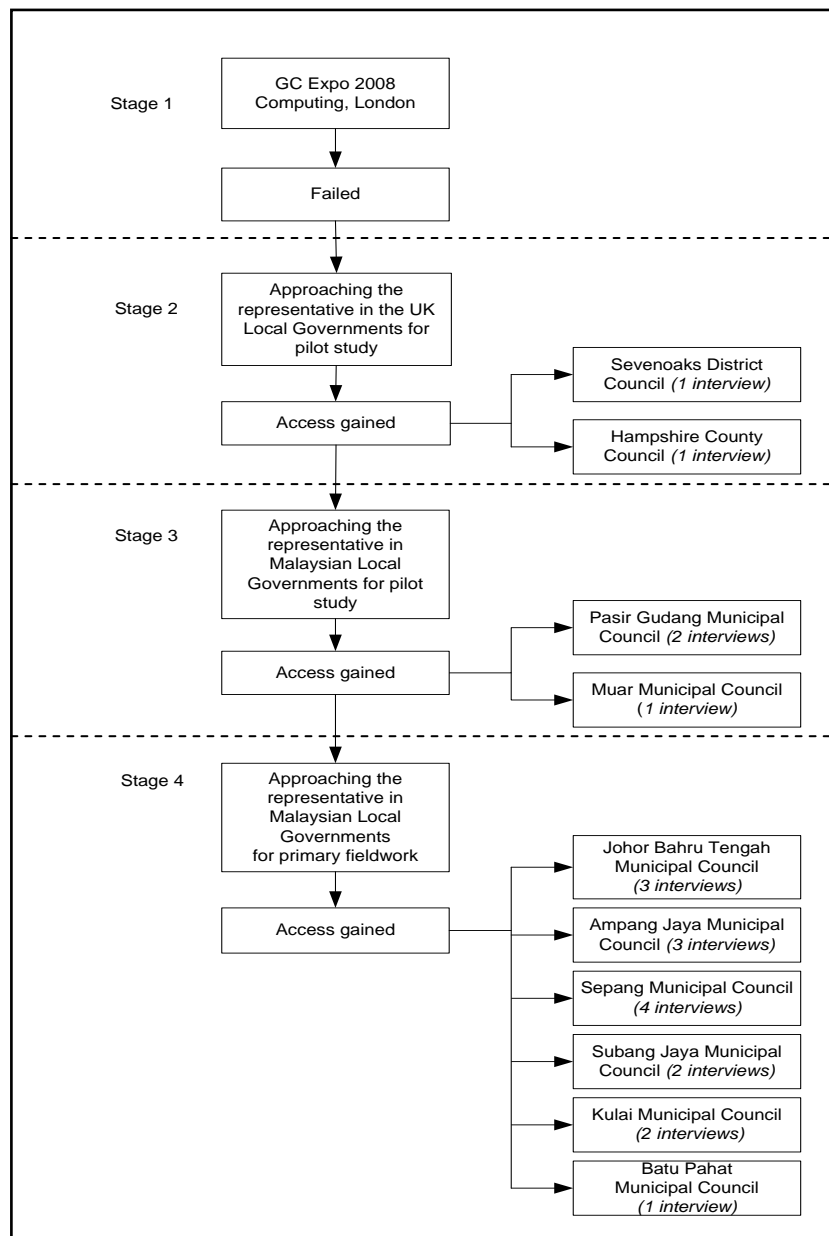 Stage 1
GC Expo 2008
Computing, London
Failed
Stage 2
Approaching the
representative in the UK
Local Governments for
pilot study
Access gained
Sevenoaks District
Council (1 interview)
Hampshire County
Council (1 interview)
Stage 3
Approaching the
representative in
Malaysian Local
Governments for pilot
study
Access gained
Pasir Gudang Municipal
Council (2 interviews)
Muar Municipal Council
(1 interview)
Stage 4
Approaching the
representative in
Malaysian Local
Governments
for primary fieldwork
Access gained
Johor Bahru Tengah
Municipal Council
(3 interviews)
Ampang Jaya Municipal
Council (3 interviews)
Sepang Municipal Council
(4 interviews)
Subang Jaya Municipal
Council (2 interviews)
Kulai Municipal Council
(2 interviews)
Batu Pahat
Municipal Council
(1 interview)